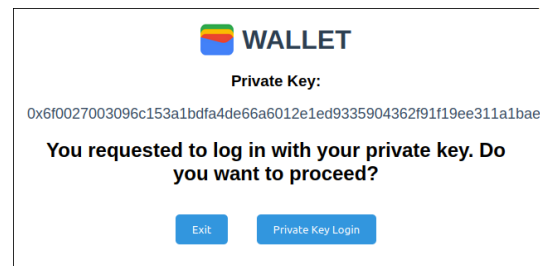 WALLET
Private Key:
0x6f0027003096c153a1bdfa4de66a6012e1ed9335904362f91f19ee311a1bae
You requested to log in with your private key. Do
you want to proceed?
Exit
Private Key Login